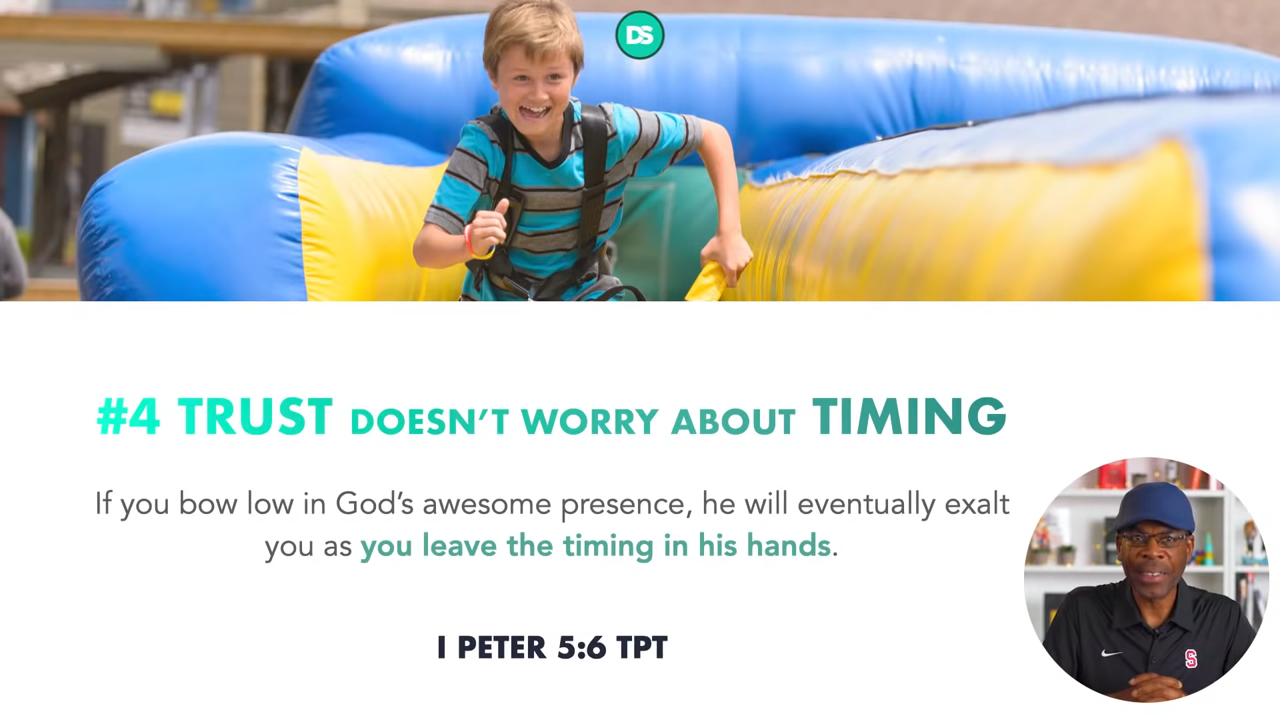 DS
#4 TRUST DOESN’T WORRY ABOUT TIMING
If you bow low in God’s awesome presence, he will eventually exalt
you as you leave the timing in his hands.
I PETER 5:6 TPT
S